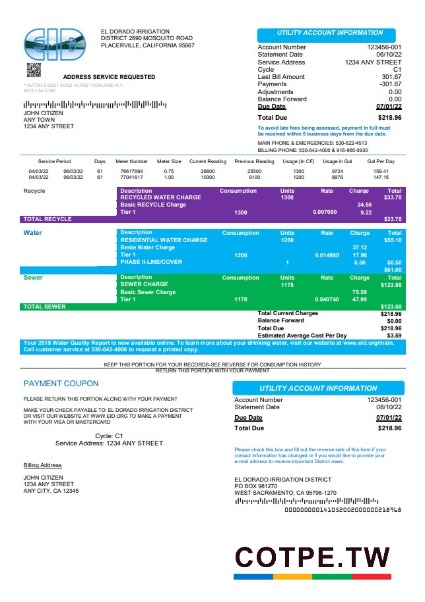 EID
EL DORADO IRRIGATION
DISTRICT 2890 MOSQUITO ROAD
PLACERVILLE, CALIFORNIA 95667
ADDRESS SERVICE REQUESTED
JOHN CITIZEN
ANY TOWN
1234 ANY STREET
UTILITY ACCOUNT INFORMATION
Account Number 123456-001
Statement Date 06/10/22
Service Address 1234 ANY STREET
Cycle C1
Last Bill Amount 301.67
Payments -301.67
Adjustments 0.00
Balance Forward 0.00
Due Date 07/01/22
Total Due $218.96
To avoid late fees being assessed, payment in full must
be received within 5 business days from the due date.
MAIN PHONE & EMERGENCIES: 530-622-4513
Service Period Days Meter Number Meter Size Current Reading Previous Reading Usage (in CF) Usage in Gal Gal Per Day
04/03/22 06/03/22 61 0.75 1300 9724 159.41
04/03/22 06/03/22 61 77041617 1.00 10300 9100 1200 8976 147.15
Recycle Description Consumption Units Rate Charge Total
RECYCLED WATER CHARGE 1300 $33.78
Basic RECYCLE Charge 24.56
Tier 1 1300 0.007090 9.22
TOTAL RECYCLE $33.78
Water Description Consumption Units Rate Charge Total
RESIDENTIAL WATER CHARGE 1200 $55.10
Basic Water Charge 37.12
Tier 1 1200 0.014980 17.98
PHASE II-LINE/COVER 1 6.50 $6.50
$61.60
Sewer Description Consumption Units Rate Charge Total
SEWER CHARGE 1178 $123.58
Basic Sewer Charge 75.59
Tier 1 1178 0.040740 47.99
TOTAL SEWER $123.58
Total Current Charges $218.96
Balance Forward $0.00
Total Due $218.96
Estimated Average Cost Per Day $3.59
Your 2018 Water Quality Report is now available online. To learn more about your drinking water, visit our website at www.eid.org/
Call customer service at 530-642-4000 to request a printed copy.
KEEP THIS PORTION FOR YOUR RECORDS-SEE REVERSE FOR CONSUMPTION HISTORY
RETURN THIS PORTION WITH YOUR PAYMENT
PAYMENT COUPON
PLEASE RETURN THIS PORTION ALONG WITH PAYMENT
MAKE YOUR CHECK PAYABLE TO EL DORADO IRRIGATION DISTRICT
OR VISIT OUR WEBSITE AT WWW.EID.ORG TO MAKE PAYMENT
WITH YOUR VISA OR MASTERCARD
Cycle: C1
Service Address: 1234 ANY STREET
Billing Address
JOHN CITIZEN
1234 ANY STREET
ANY CITY, CA 12345
UTILITY ACCOUNT INFORMATION
Account Number 123456-001
Statement Date 08/10/22
Due Date 07/01/22
Total Due $218.96
Please check this box and fill out the reverse side of this form if your
contact information has changed or if you would like to provide your
e-mail address to receive important District news.
EL DORADO IRRIGATION DISTRICT
PO BOX 981270
WEST SACRAMENTO, CA 95798-1270
COTPE.TW